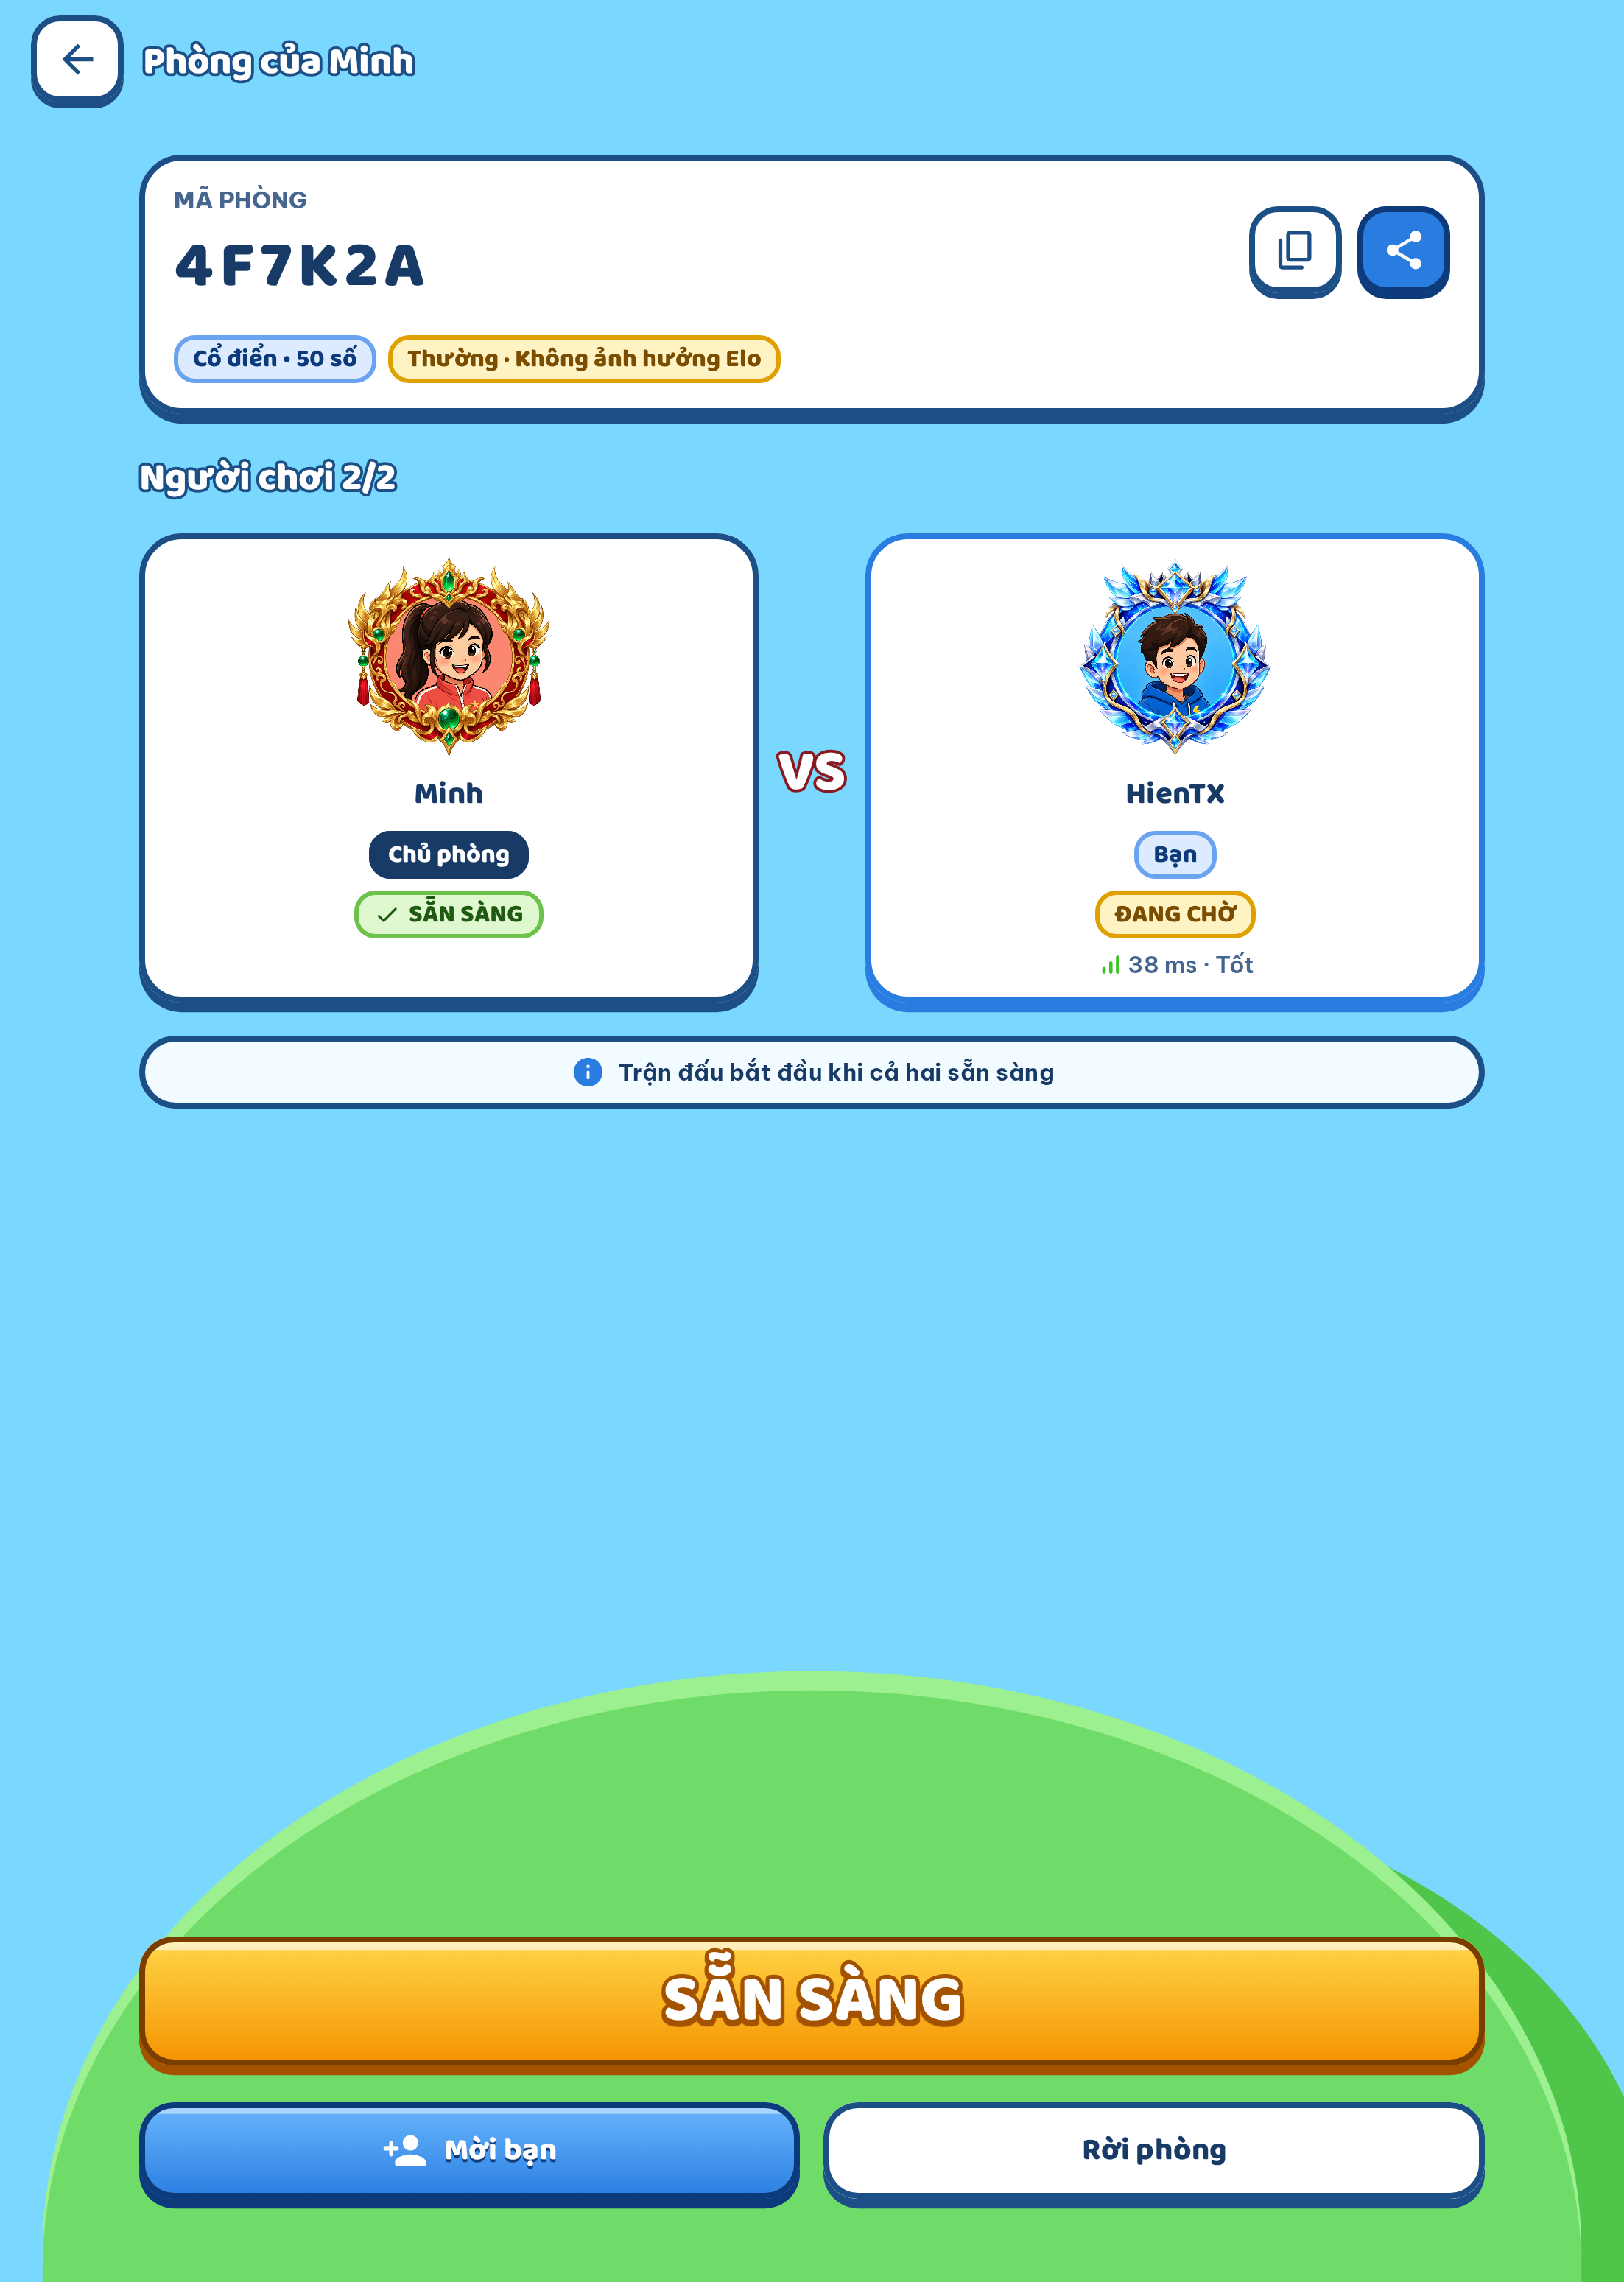 Phòng của Minh
MÃ PHÒNG
4F7K2A
Cổ điển • 50 số
Thường · Không ảnh hưởng Elo
Người chơi 2/2
Minh
Chủ phòng
SẴN SÀNG
VS
HienTX
Bạn
ĐANG CHỜ
38 ms · Tốt
Trận đấu bắt đầu khi cả hai sẵn sàng
SẴN SÀNG
Mời bạn
Rời phòng